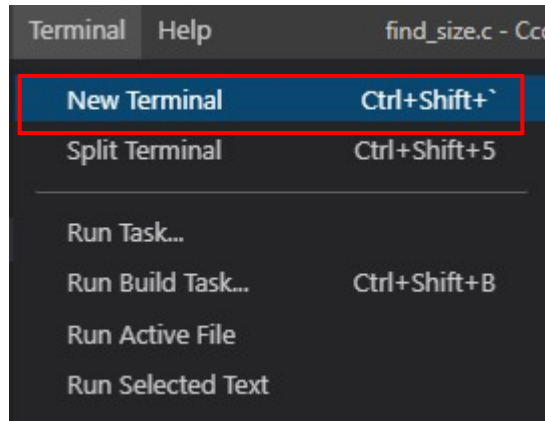 Terminal Help find_size.c - Cc
New Terminal Ctrl+Shift+`
Split Terminal Ctrl+Shift+5
Run Task...
Run Build Task... Ctrl+Shift+B
Run Active File
Run Selected Text